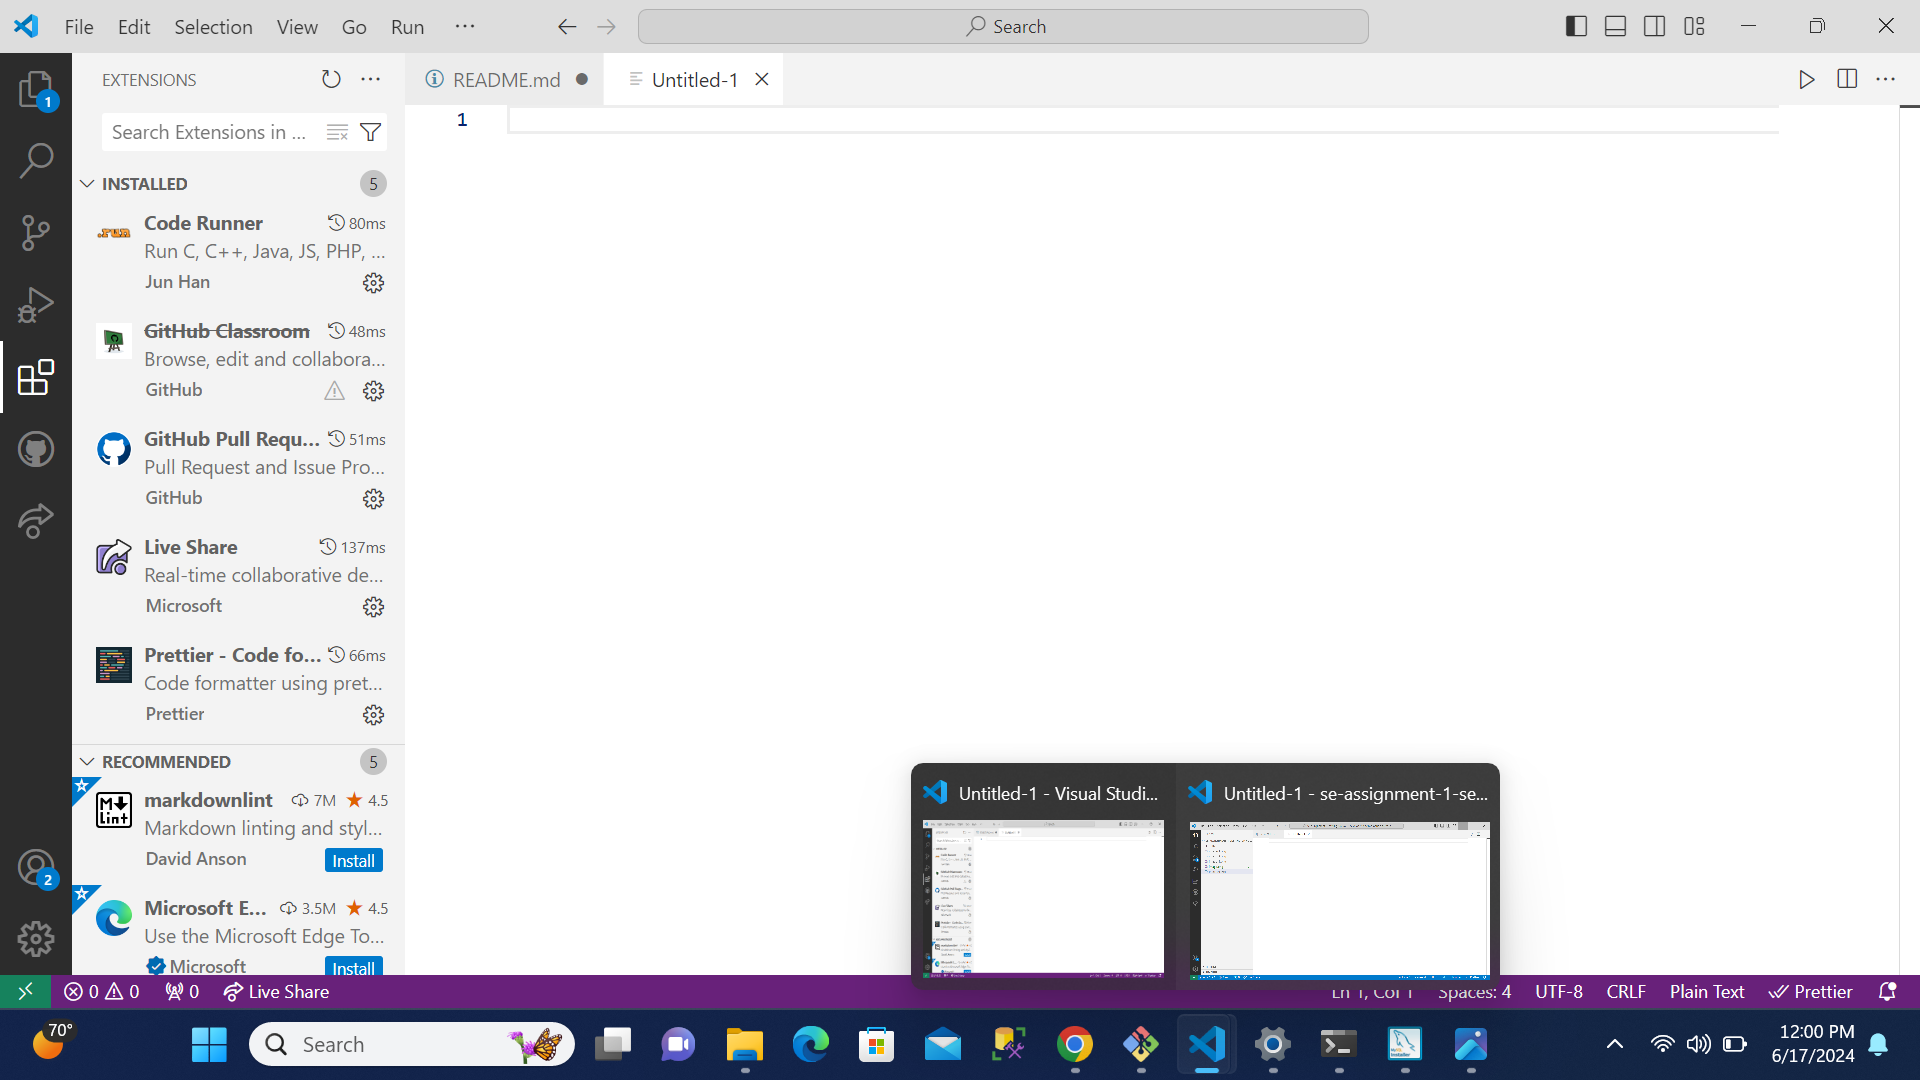 File Edit Selection View Go Run ··· Search
EXTENSIONS ···
README.md Untitled-1 ···
1
1
Search Extensions in ...
INSTALLED 5
Code Runner 80ms
Run C, C++, Java, JS, PHP, ...
Jun Han
GitHub Classroom 48ms
Browse, edit and collabora...
GitHub
GitHub Pull Requ... 51ms
Pull Request and Issue Pro...
GitHub
Live Share 137ms
Real-time collaborative de...
Microsoft
Prettier - Code fo... 66ms
Code formatter using pret...
Prettier
RECOMMENDED 5
markdownlint 7M 4.5
Markdown linting and styl...
David Anson Install
Microsoft E... 3.5M 4.5
Use the Microsoft Edge To...
Microsoft Install
2
.run
M Lint
Untitled-1 - Visual Studi... Untitled-1 - se-assignment-1-se...
0 0 0 Live Share Ln 1, Col 1 Spaces: 4 UTF-8 CRLF Plain Text Prettier
70° Search
12:00 PM
6/17/2024